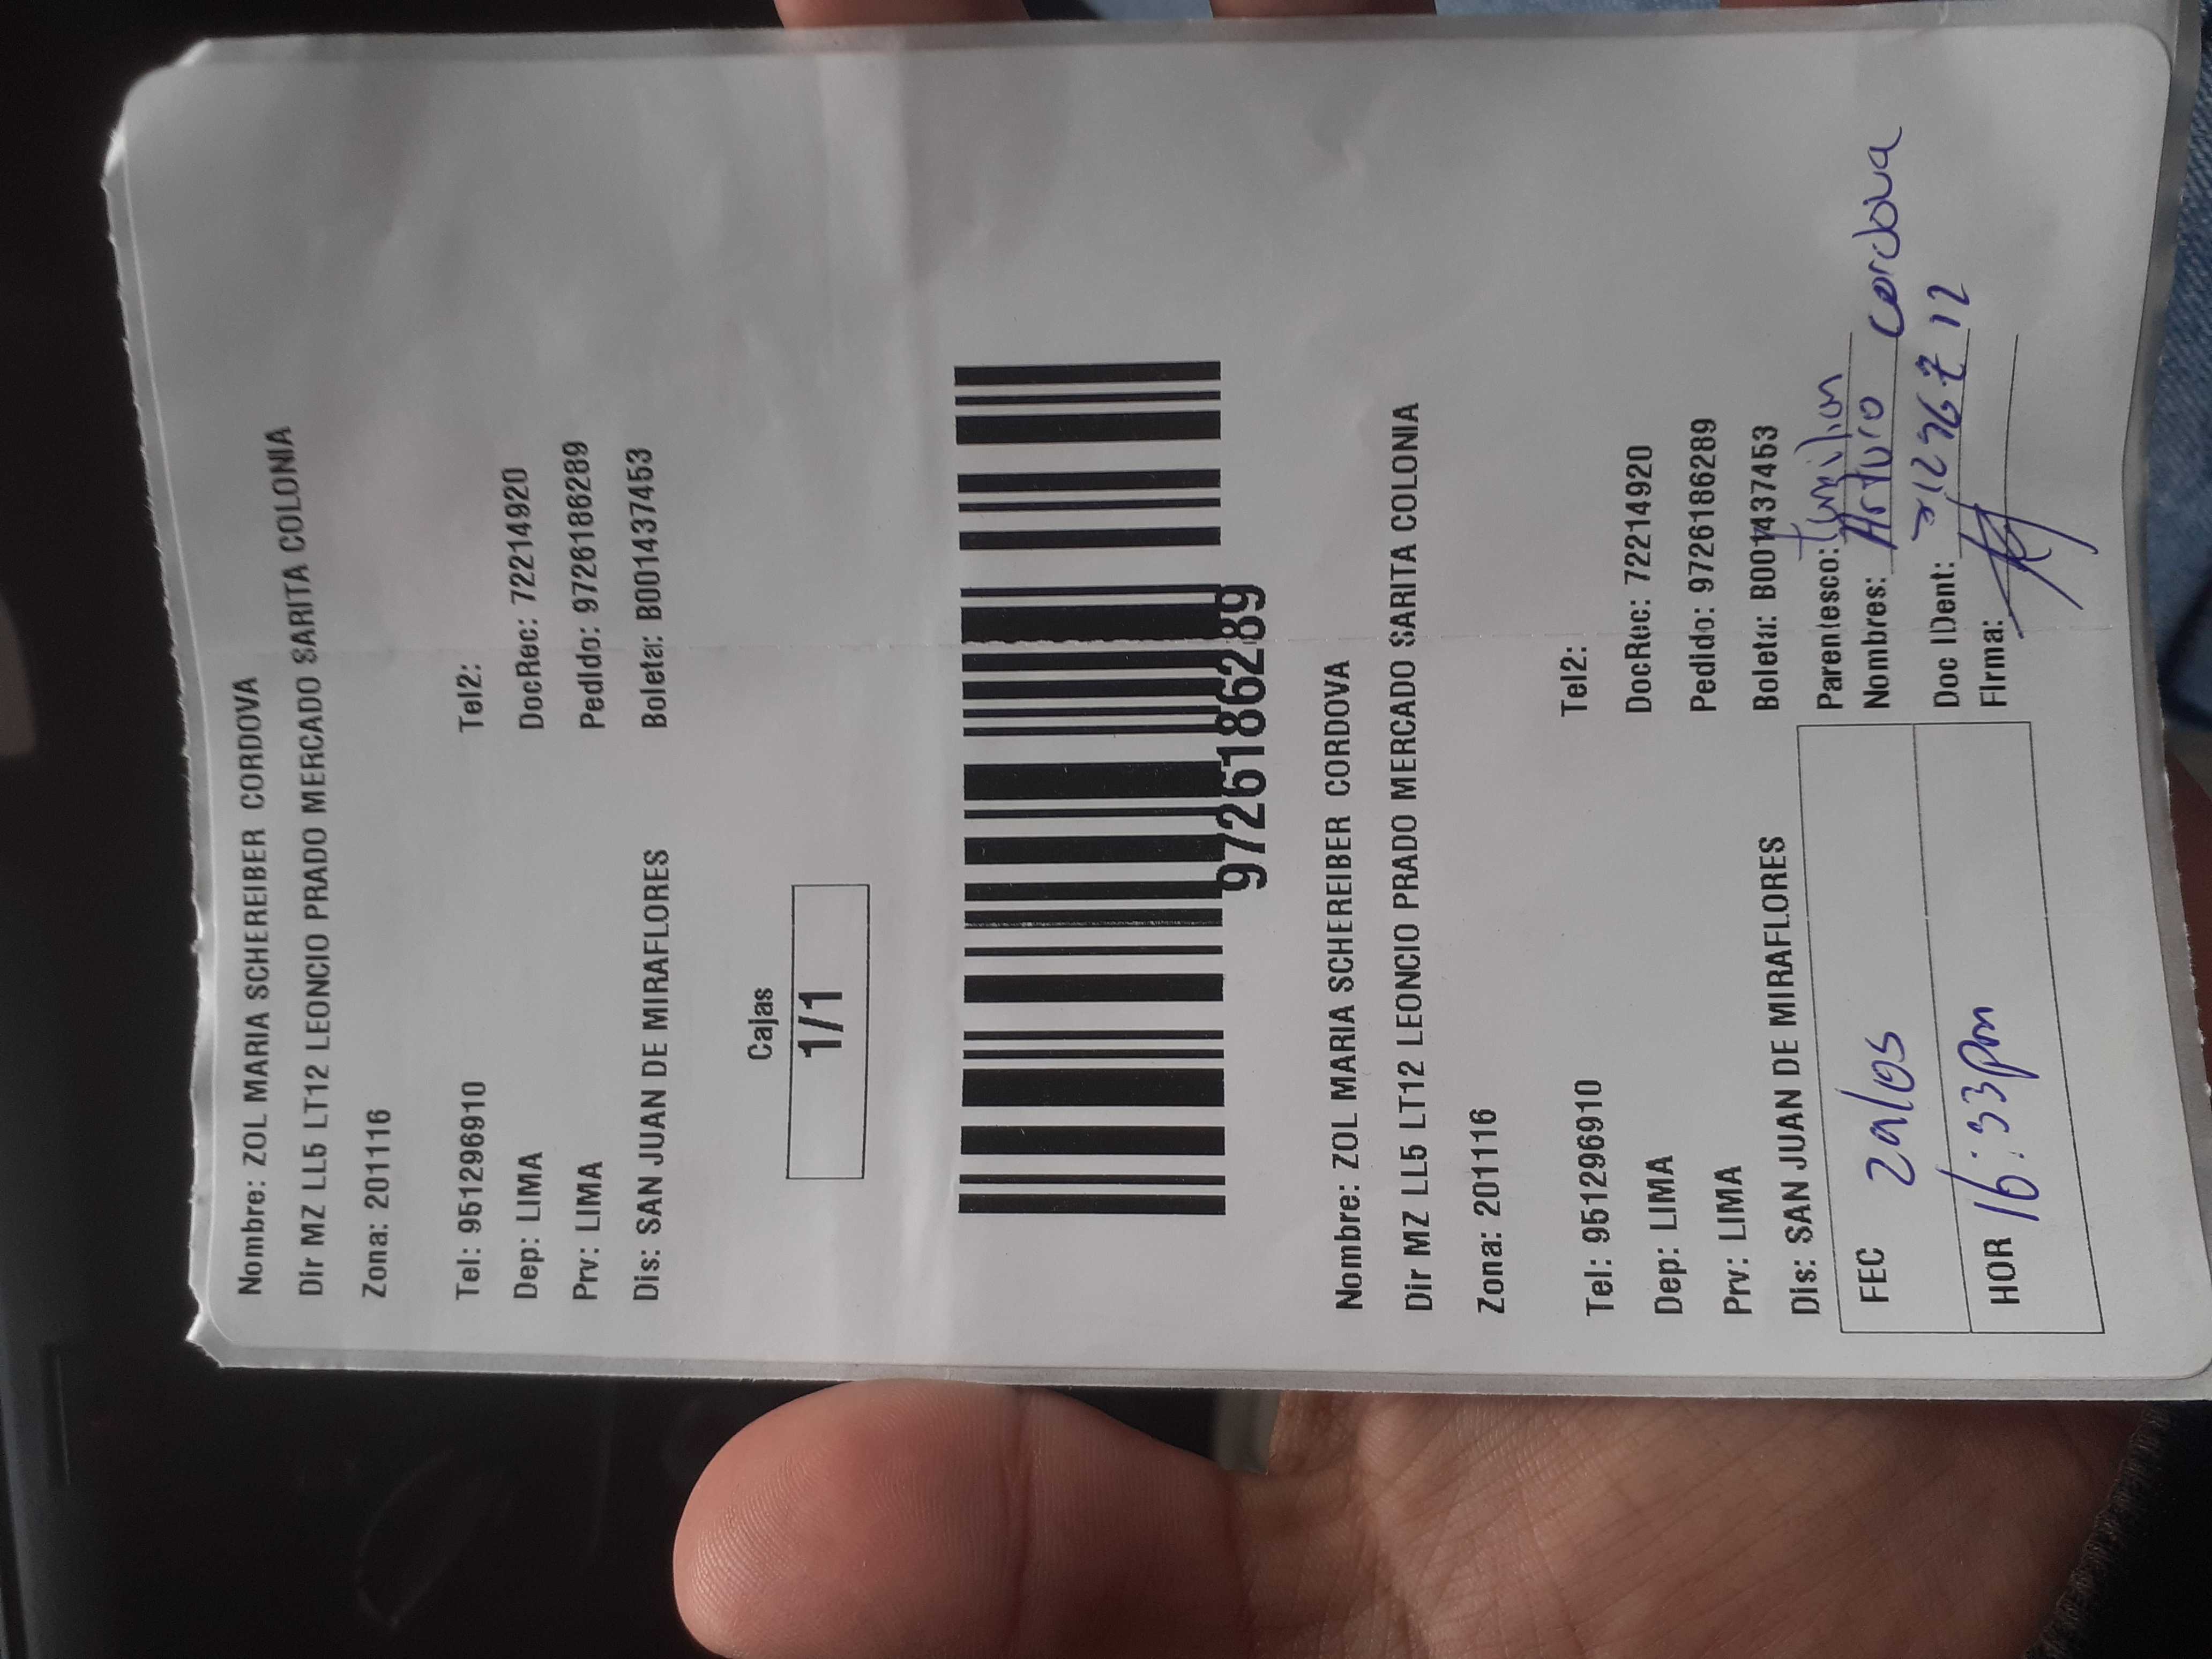 Nombre: ZOL MARIA SCHEREIBER CORDOVA
Dir MZ LL5 LT12 LEONCIO PRADO MERCADO SARITA COLONIA
Zona: 201116
Tel: 951296910 Tel2:
Dep: LIMA DocRec: 72214920
Prv: LIMA Pedido: 9726186289
Dis: SAN JUAN DE MIRAFLORES Boleta: B001437453
Cajas
1/1
9726186289
Nombre: ZOL MARIA SCHEREIBER CORDOVA
Dir MZ LL5 LT12 LEONCIO PRADO MERCADO SARITA COLONIA
Zona: 201116
Tel: 951296910 Tel2:
Dep: LIMA DocRec: 72214920
Prv: LIMA Pedido: 9726186289
Dis: SAN JUAN DE MIRAFLORES Boleta: B001437453
Parentesco: familiar
FEC Nombres: Arturo cordova
HOR 16:33pm Doc IDent:
Firma: